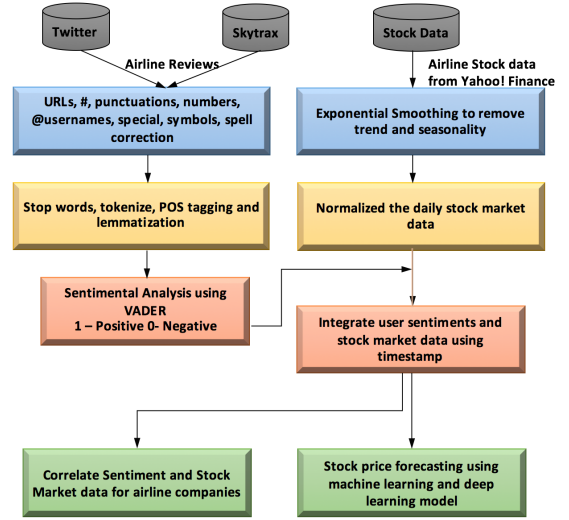 Twitter
Skytrax
Stock Data
Airline Reviews
Airline Stock data
from Yahoo! Finance
URLs, #, punctuations, numbers,
@usernames, special, symbols, spell
correction
Exponential Smoothing to remove
trend and seasonality
Stop words, tokenize, POS tagging and
lemmatization
Normalized the daily stock market
data
Sentimental Analysis using
VADER
1 – Positive 0- Negative
Integrate user sentiments and
stock market data using
timestamp
Correlate Sentiment and Stock
Market data for airline companies
Stock price forecasting using
machine learning and deep
learning model